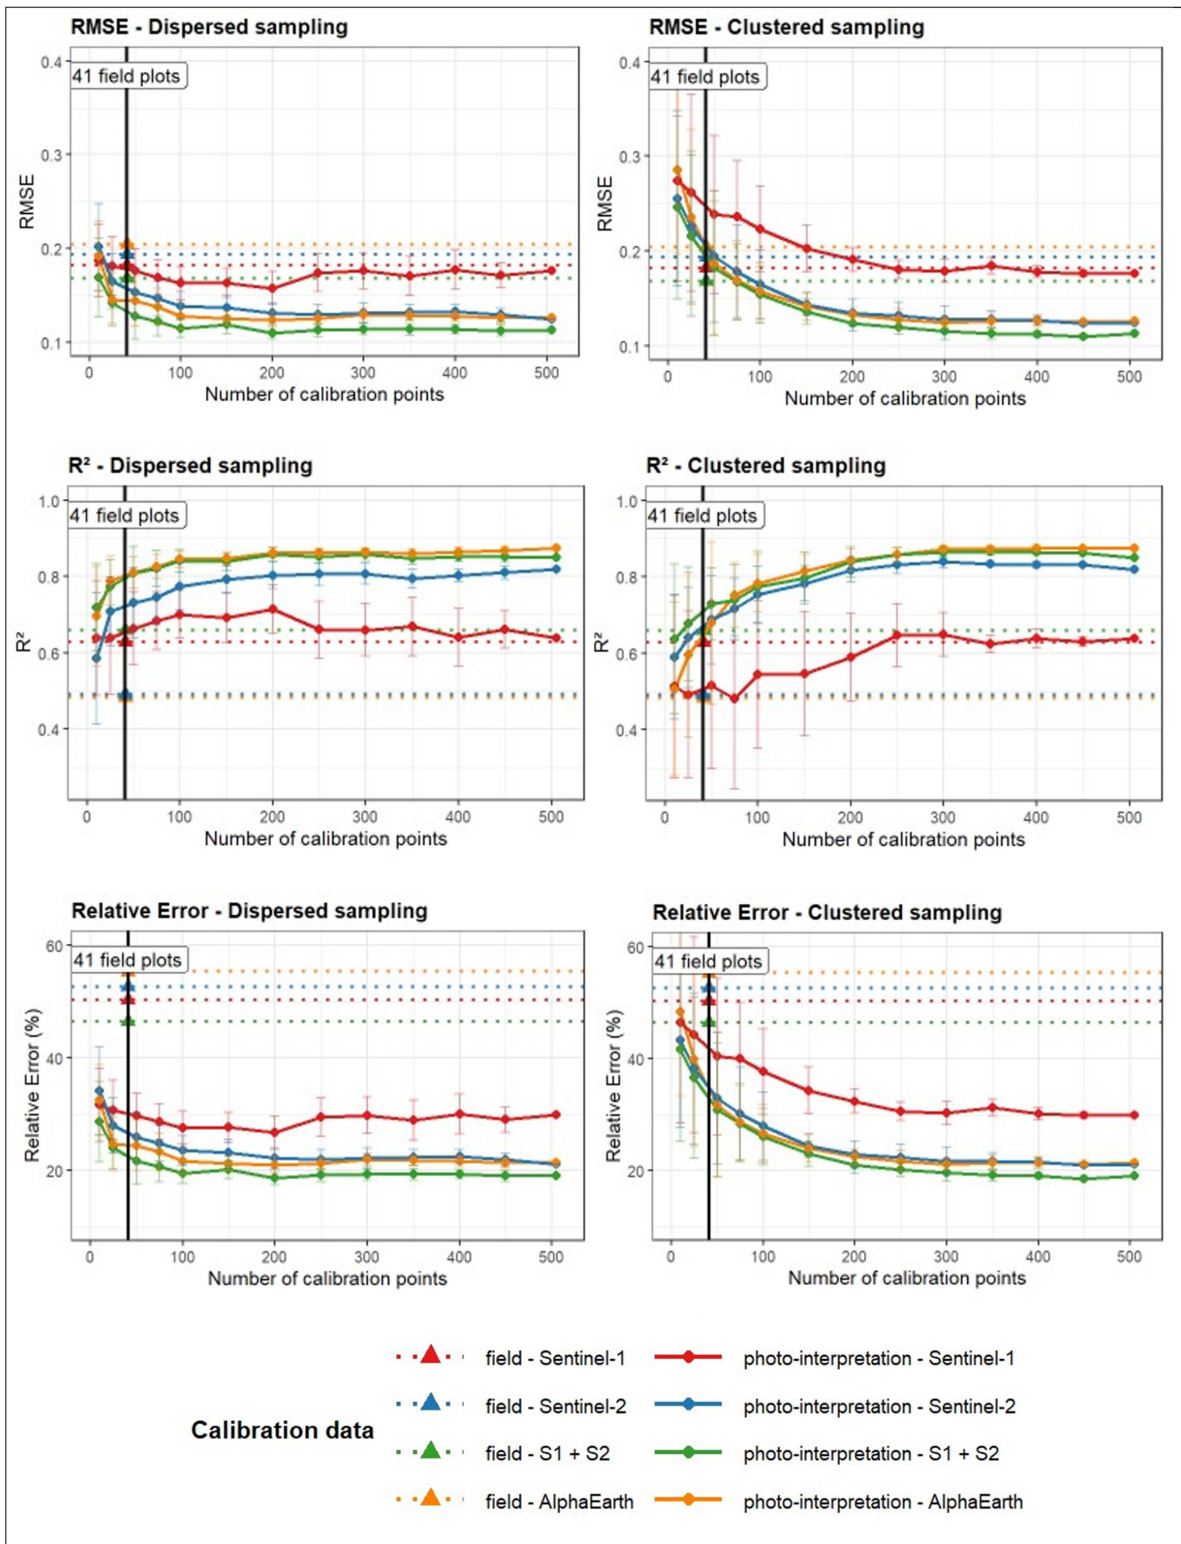 RMSE - Dispersed sampling
0.4
0.3
0.2
0.1
RMSE
41 field plots
0 100 200 300 400 500
Number of calibration points
RMSE - Clustered sampling
0.4
0.3
0.2
0.1
RMSE
41 field plots
0 100 200 300 400 500
Number of calibration points
R² - Dispersed sampling
1.0
0.8
0.6
0.4
R²
41 field plots
0 100 200 300 400 500
Number of calibration points
R² - Clustered sampling
1.0
0.8
0.6
0.4
R²
41 field plots
0 100 200 300 400 500
Number of calibration points
Relative Error - Dispersed sampling
60
40
20
Relative Error (%)
41 field plots
0 100 200 300 400 500
Number of calibration points
Relative Error - Clustered sampling
60
40
20
Relative Error (%)
41 field plots
0 100 200 300 400 500
Number of calibration points
Calibration data
field - Sentinel-1
field - Sentinel-2
field - S1 + S2
field - AlphaEarth
photo-interpretation - Sentinel-1
photo-interpretation - Sentinel-2
photo-interpretation - S1 + S2
photo-interpretation - AlphaEarth